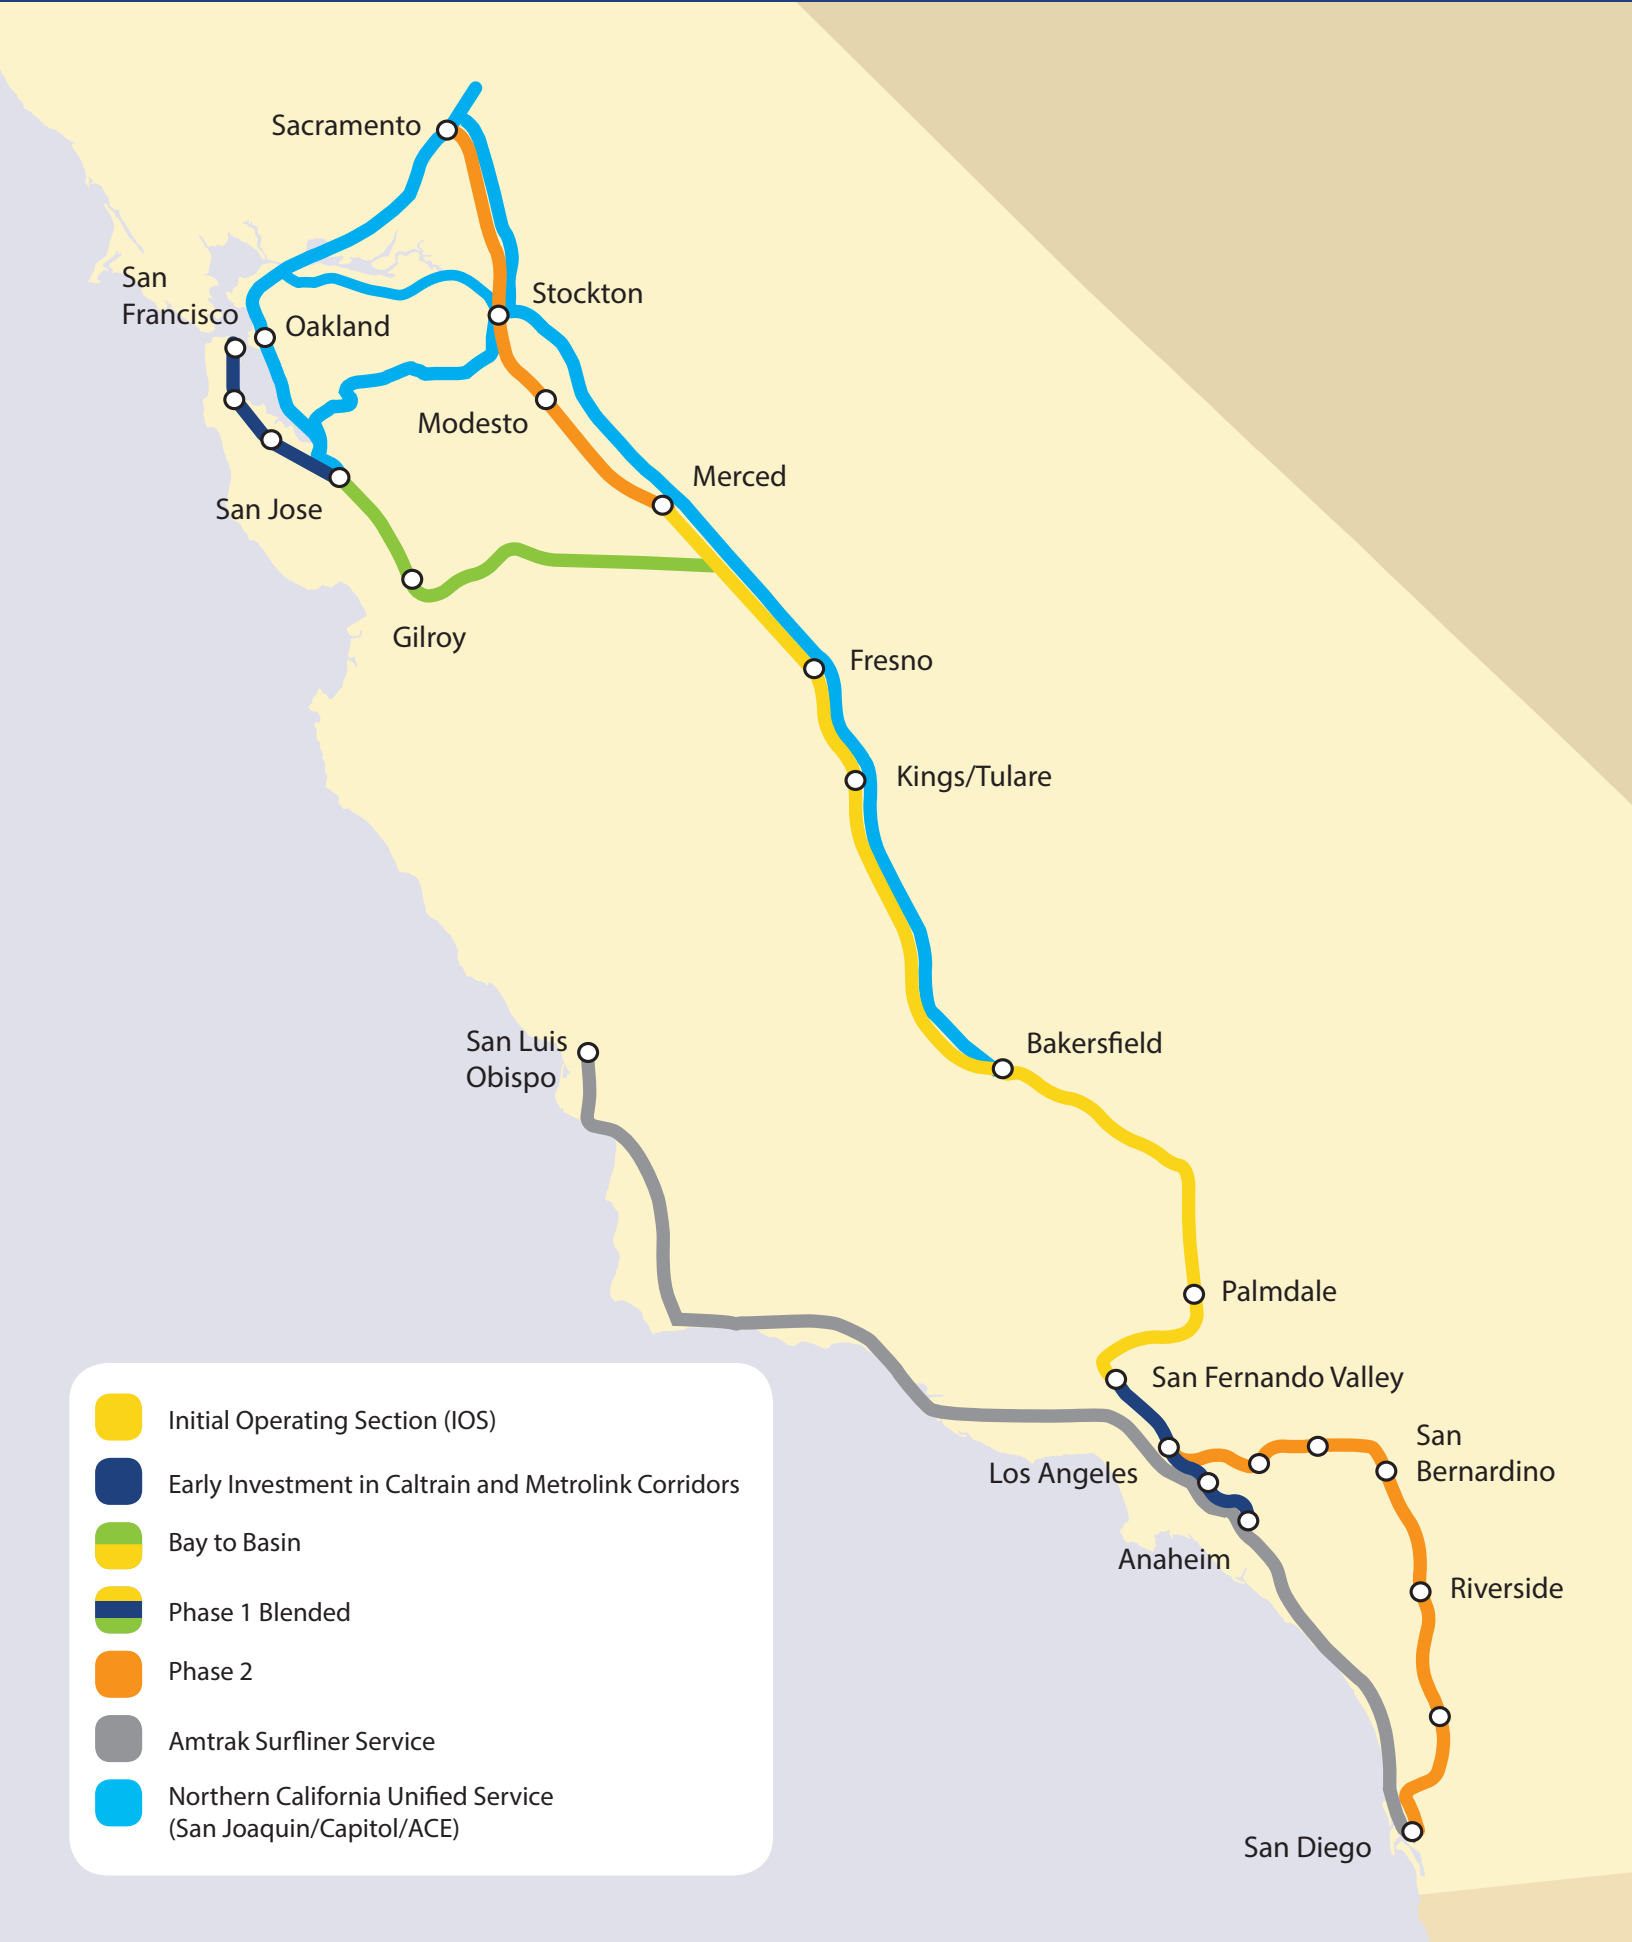 Sacramento
San
Francisco
Oakland
Stockton
Modesto
Merced
San Jose
Gilroy
Fresno
Kings/Tulare
San Luis
Obispo
Bakersfield
Palmdale
San Fernando Valley
San
Bernardino
Los Angeles
Anaheim
Riverside
San Diego
Initial Operating Section (IOS)
Early Investment in Caltrain and Metrolink Corridors
Bay to Basin
Phase 1 Blended
Phase 2
Amtrak Surfliner Service
Northern California Unified Service
(San Joaquin/Capitol/ACE)